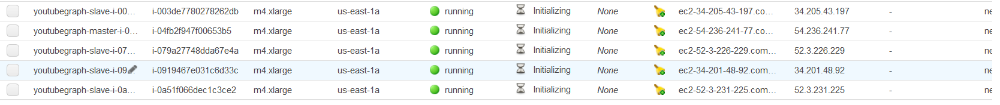 youtubegraph-slave-i-00... i-003de7780278262db m4.xlarge us-east-1a running Initializing None ec2-34-205-43-197.co... 34.205.43.197 - ne
youtubegraph-master-i-0... i-04fb2f947f00653b5 m4.xlarge us-east-1a running Initializing None ec2-54-236-241-77.co... 54.236.241.77 - ne
youtubegraph-slave-i-07... i-079a27748dda67e4a m4.xlarge us-east-1a running Initializing None ec2-52-3-226-229.com... 52.3.226.229 - ne
youtubegraph-slave-i-09... i-0919467e031c6d33c m4.xlarge us-east-1a running Initializing None ec2-34-201-48-92.com... 34.201.48.92 - ne
youtubegraph-slave-i-0a... i-0a51f066dec1c3ce2 m4.xlarge us-east-1a running Initializing None ec2-52-3-231-225.com... 52.3.231.225 - ne